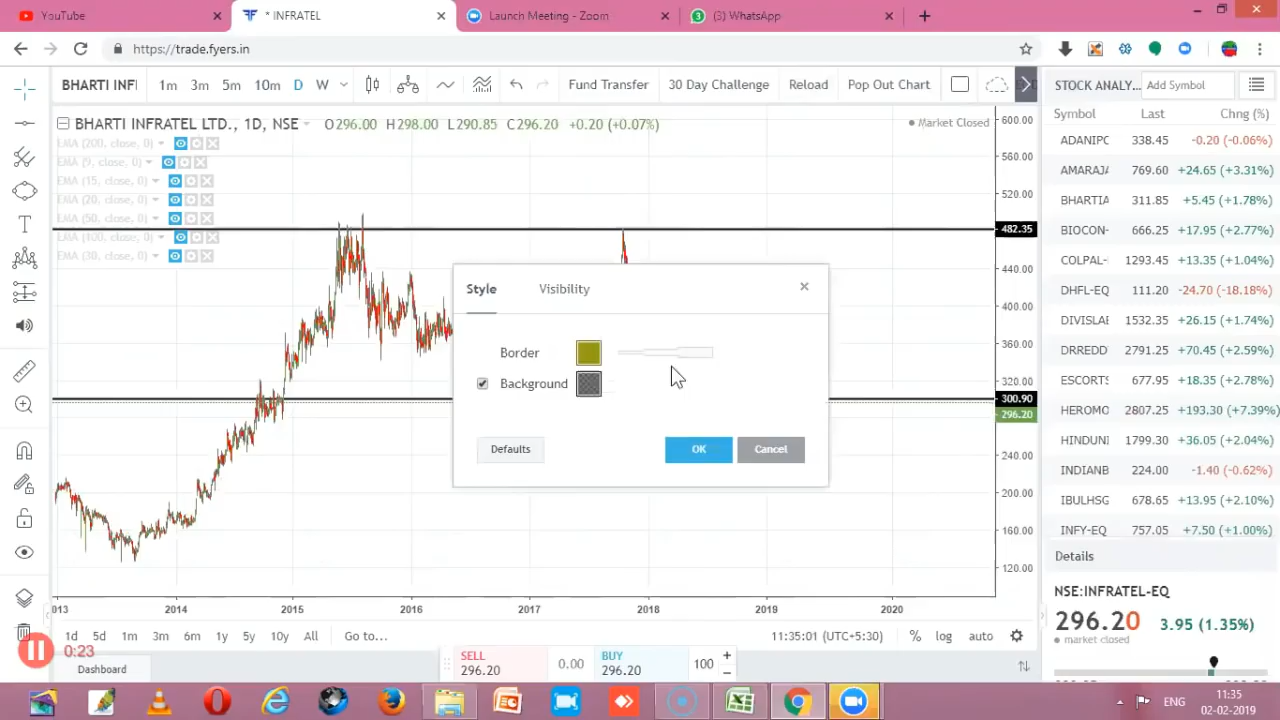 YouTube
* INFRATEL
Launch Meeting - Zoom
(3) WhatsApp
https://trade.fyers.in
BHARTI INFI
1m 3m 5m 10m D W
Fund Transfer
30 Day Challenge
Reload
Pop Out Chart
STOCK ANALY...
Add Symbol
BHARTI INFRATEL LTD., 1D, NSE
O296.00 H298.00 L290.85 C296.20 +0.20 (+0.07%)
Market Closed
EMA (200, close, 0)
EMA (9, close, 0)
EMA (15, close, 0)
EMA (20, close, 0)
EMA (50, close, 0)
EMA (100, close, 0)
EMA (30, close, 0)
600.00
560.00
520.00
482.35
440.00
400.00
360.00
320.00
300.90
296.20
240.00
200.00
160.00
120.00
Style
Visibility
Border
Background
Defaults
OK
Cancel
Symbol Last Chng (%)
ADANIPC 338.45 -0.20 (-0.06%)
AMARAJA 769.60 +24.65 (+3.31%)
BHARTIA 311.85 +5.45 (+1.78%)
BIOCON- 666.25 +17.95 (+2.77%)
COLPAL- 1293.45 +13.35 (+1.04%)
DHFL-EQ 111.20 -24.70 (-18.18%)
DIVISLAE 1532.35 +26.15 (+1.74%)
DRREDD 2791.25 +70.45 (+2.59%)
ESCORTS 677.95 +18.35 (+2.78%)
HEROMO 2807.25 +193.30 (+7.39%)
HINDUNI 1799.30 +36.05 (+2.04%)
INDIANB 224.00 -1.40 (-0.62%)
IBULHSG 678.65 +13.95 (+2.10%)
INFY-EQ 757.05 +7.50 (+1.00%)
Details
NSE:INFRATEL-EQ
296.20 3.95 (1.35%)
market closed
013 2014 2015 2016 2017 2018 2019 2020
1d 5d 1m 3m 6m 1y 5y 10y All Go to...
11:35:01 (UTC+5:30)
% log auto
0:23
Dashboard
SELL
296.20
0.00
BUY
296.20
100
ENG
11:35
02-02-2019